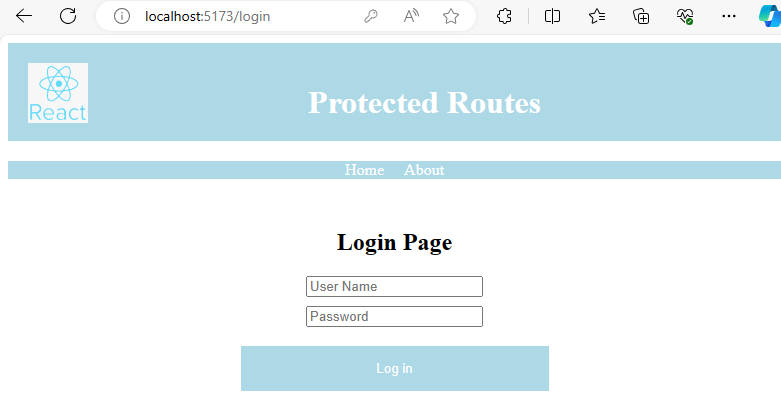 localhost:5173/login
React
Protected Routes
Home About
Login Page
User Name
Password
Log in